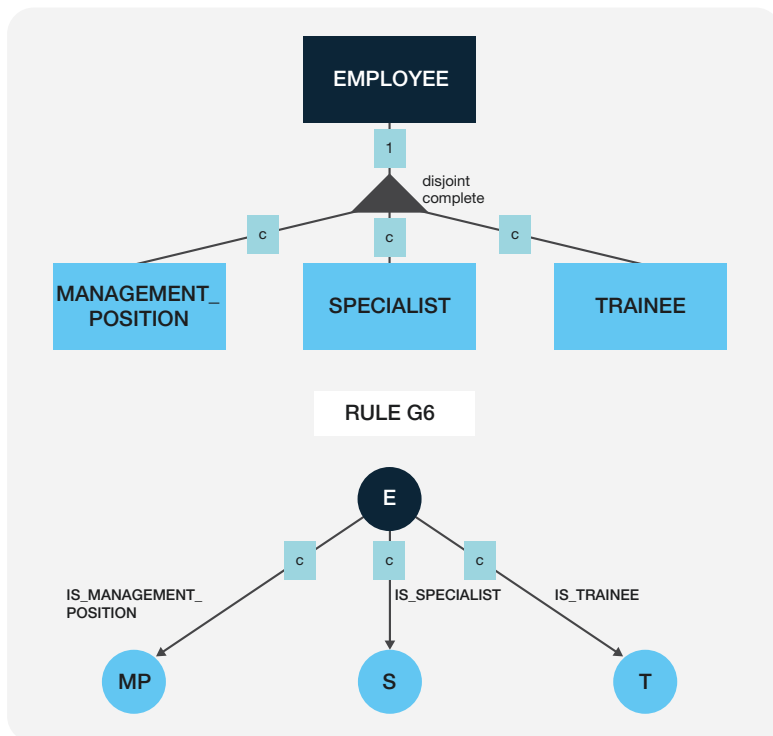 EMPLOYEE
1
disjoint
complete
c
c
c
MANAGEMENT_
POSITION
SPECIALIST
TRAINEE
RULE G6
E
c
c
c
IS_MANAGEMENT_
POSITION
IS_SPECIALIST
IS_TRAINEE
MP
S
T